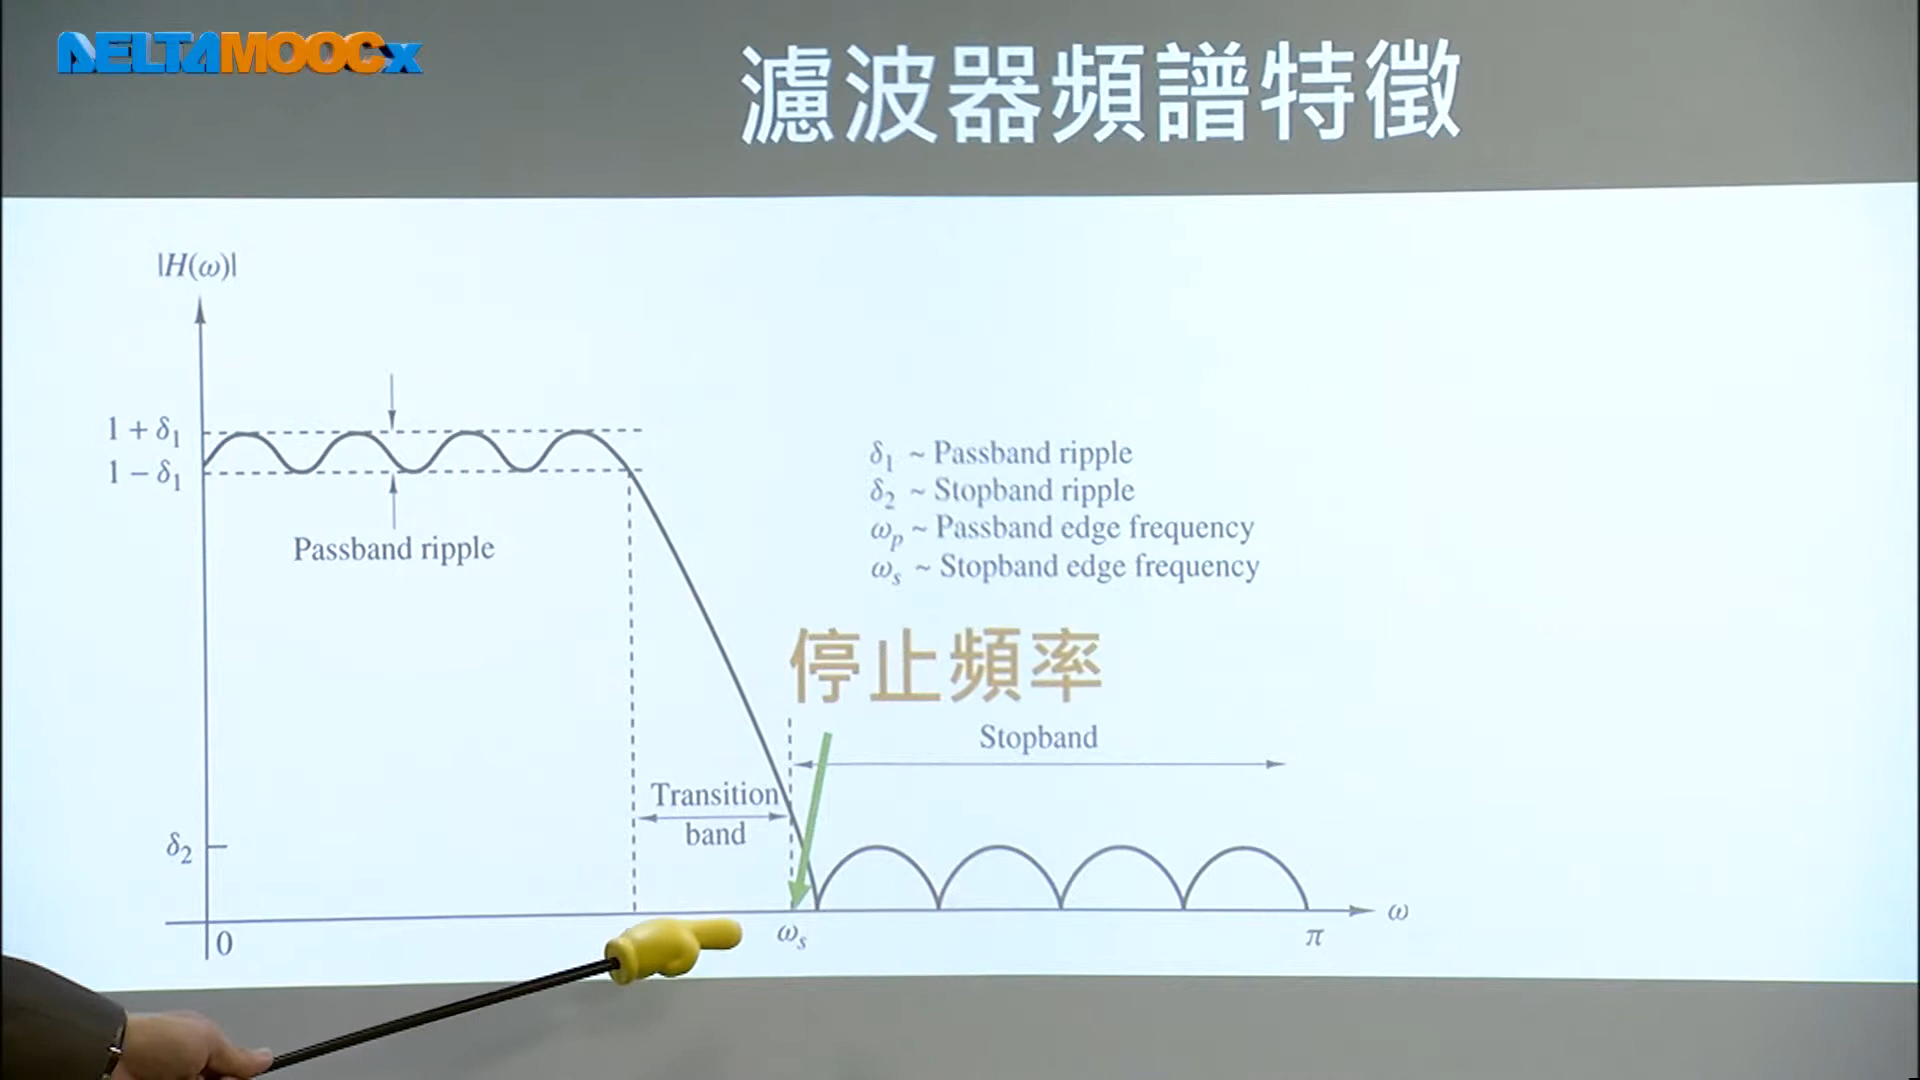 DELTAMOOCx
濾波器頻譜特徵
|H(ω)|
1 + δ₁
1 − δ₁
Passband ripple
δ₁ ~ Passband ripple
δ₂ ~ Stopband ripple
ωₚ ~ Passband edge frequency
ωₛ ~ Stopband edge frequency
停止頻率
Stopband
Transition
band
δ₂
0
ωₛ
π
ω